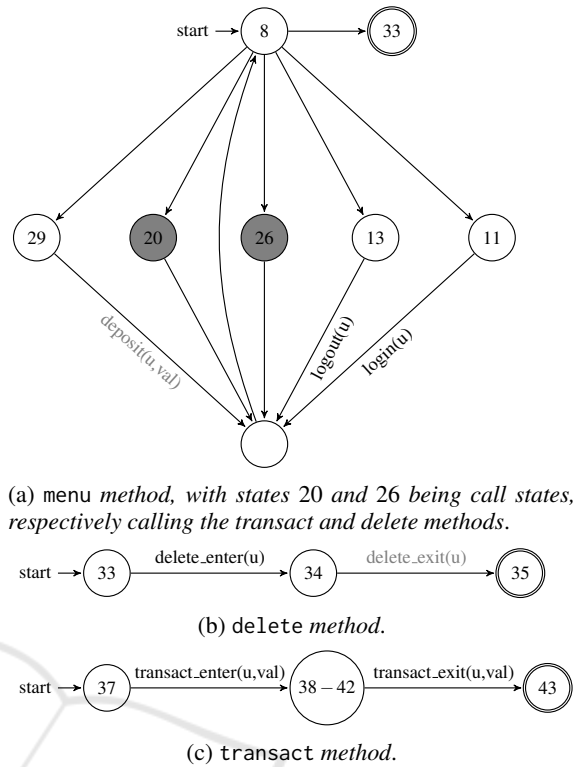 start 8 33
29 20 26 13 11
deposit(u,val) logout(u) login(u)
(a) menu method, with states 20 and 26 being call states,
respectively calling the transact and delete methods.
start 33 delete_enter(u) 34 delete_exit(u) 35
(b) delete method.
start 37 transact_enter(u,val) 38 − 42 transact_exit(u,val) 43
(c) transact method.